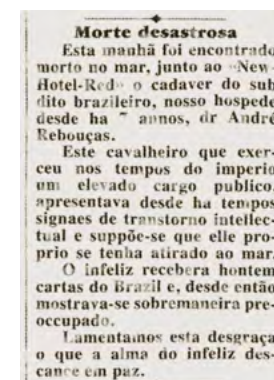 Morte desastrosa
Esta manhã foi encontrado
morto no mar, junto ao "New-
Hotel-Red" o cadaver do sub
dito brazileiro, nosso hospede
desde ha annos, dr André
Rebouças.
Este cavalheiro que exer-
ceu nos tempos do imperio
um elevado cargo publico.
apresentava desde ha tempos
signaes de transtorno intellec-
tual e suppõe-se que elle pro-
prio se tenha atirado ao mar.
O infeliz recebera hontem
cartas do Brazil e, desde então
mostrava-se sobremaneira pre-
occupado.
Lamentamos esta desgraça
o que a alma do infeliz des-
cance em paz.